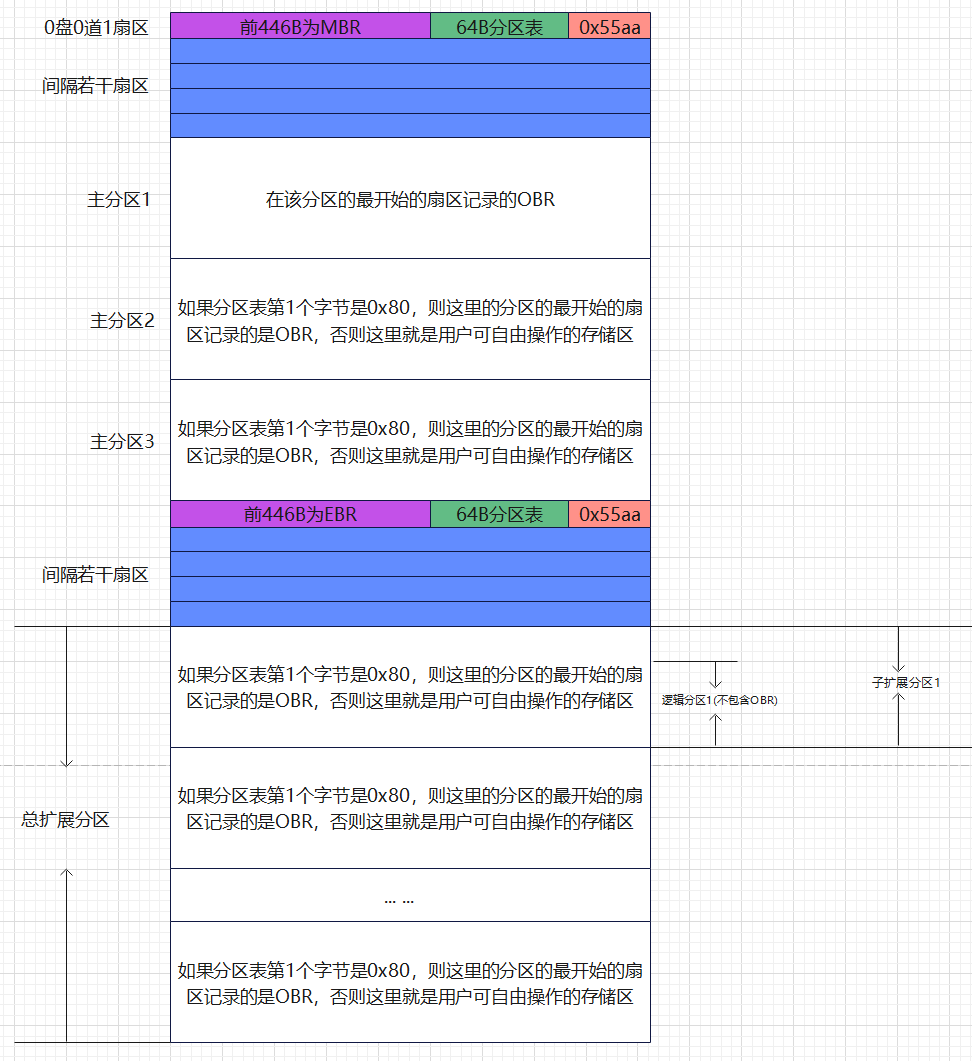 0盘0道1扇区
前446B为MBR
64B分区表
0x55aa
间隔若干扇区
主分区1
在该分区的最开始的扇区记录的OBR
主分区2
如果分区表第1个字节是0x80，则这里的分区的最开始的扇
区记录的是OBR，否则这里就是用户可自由操作的存储区
主分区3
如果分区表第1个字节是0x80，则这里的分区的最开始的扇
区记录的是OBR，否则这里就是用户可自由操作的存储区
前446B为EBR
64B分区表
0x55aa
间隔若干扇区
如果分区表第1个字节是0x80，则这里的分区的最开始的扇
区记录的是OBR，否则这里就是用户可自由操作的存储区
逻辑分区1(不包含OBR)
子扩展分区1
总扩展分区
如果分区表第1个字节是0x80，则这里的分区的最开始的扇
区记录的是OBR，否则这里就是用户可自由操作的存储区
... ...
如果分区表第1个字节是0x80，则这里的分区的最开始的扇
区记录的是OBR，否则这里就是用户可自由操作的存储区